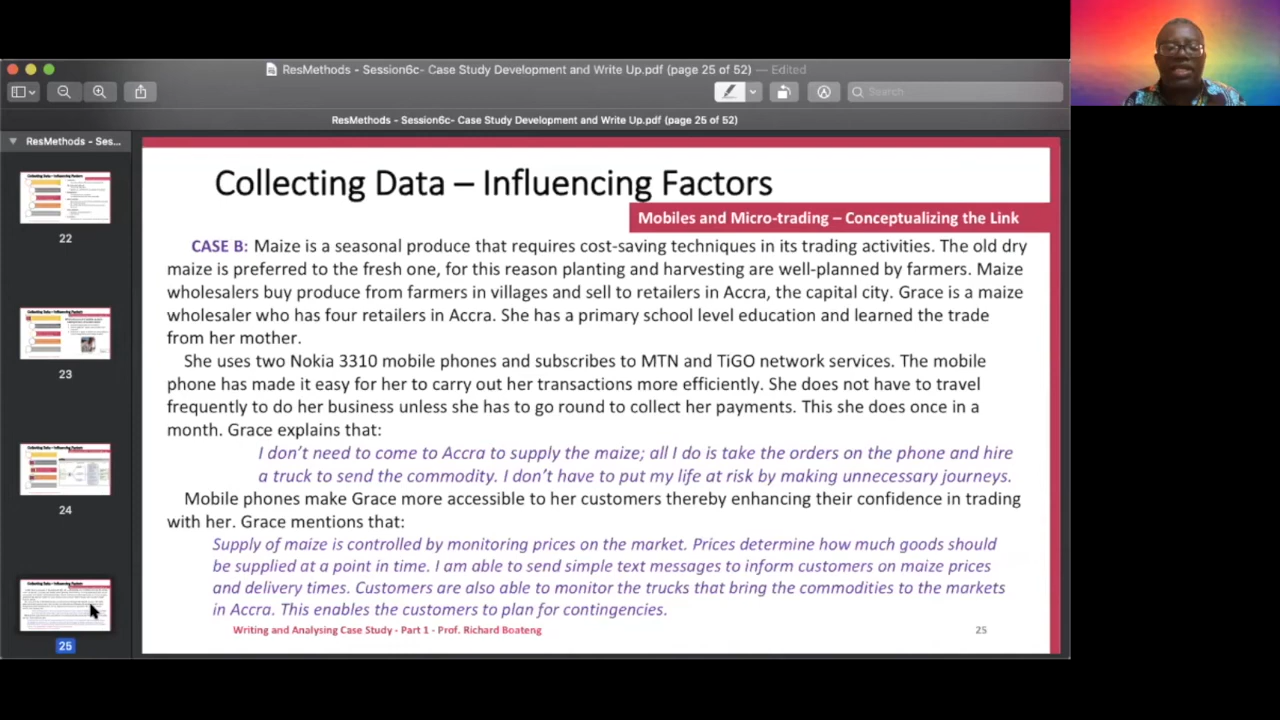 ResMethods - Session6c- Case Study Development and Write Up.pdf (page 25 of 52) — Edited
Search
ResMethods - Session6c- Case Study Development and Write Up.pdf (page 25 of 52)
ResMethods - Ses...
22
23
24
25
Collecting Data – Influencing Factors
Mobiles and Micro-trading – Conceptualizing the Link
CASE B: Maize is a seasonal produce that requires cost-saving techniques in its trading activities. The old dry
maize is preferred to the fresh one, for this reason planting and harvesting are well-planned by farmers. Maize
wholesalers buy produce from farmers in villages and sell to retailers in Accra, the capital city. Grace is a maize
wholesaler who has four retailers in Accra. She has a primary school level education and learned the trade
from her mother.
She uses two Nokia 3310 mobile phones and subscribes to MTN and TiGO network services. The mobile
phone has made it easy for her to carry out her transactions more efficiently. She does not have to travel
frequently to do her business unless she has to go round to collect her payments. This she does once in a
month. Grace explains that:
I don’t need to come to Accra to supply the maize; all I do is take the orders on the phone and hire
a truck to send the commodity. I don’t have to put my life at risk by making unnecessary journeys.
Mobile phones make Grace more accessible to her customers thereby enhancing their confidence in trading
with her. Grace mentions that:
Supply of maize is controlled by monitoring prices on the market. Prices determine how much goods should
be supplied at a point in time. I am able to send simple text messages to inform customers on maize prices
and delivery times. Customers are also able to monitor the trucks that bring the commodities to the markets
in Accra. This enables the customers to plan for contingencies.
Writing and Analysing Case Study - Part 1 - Prof. Richard Boateng
25